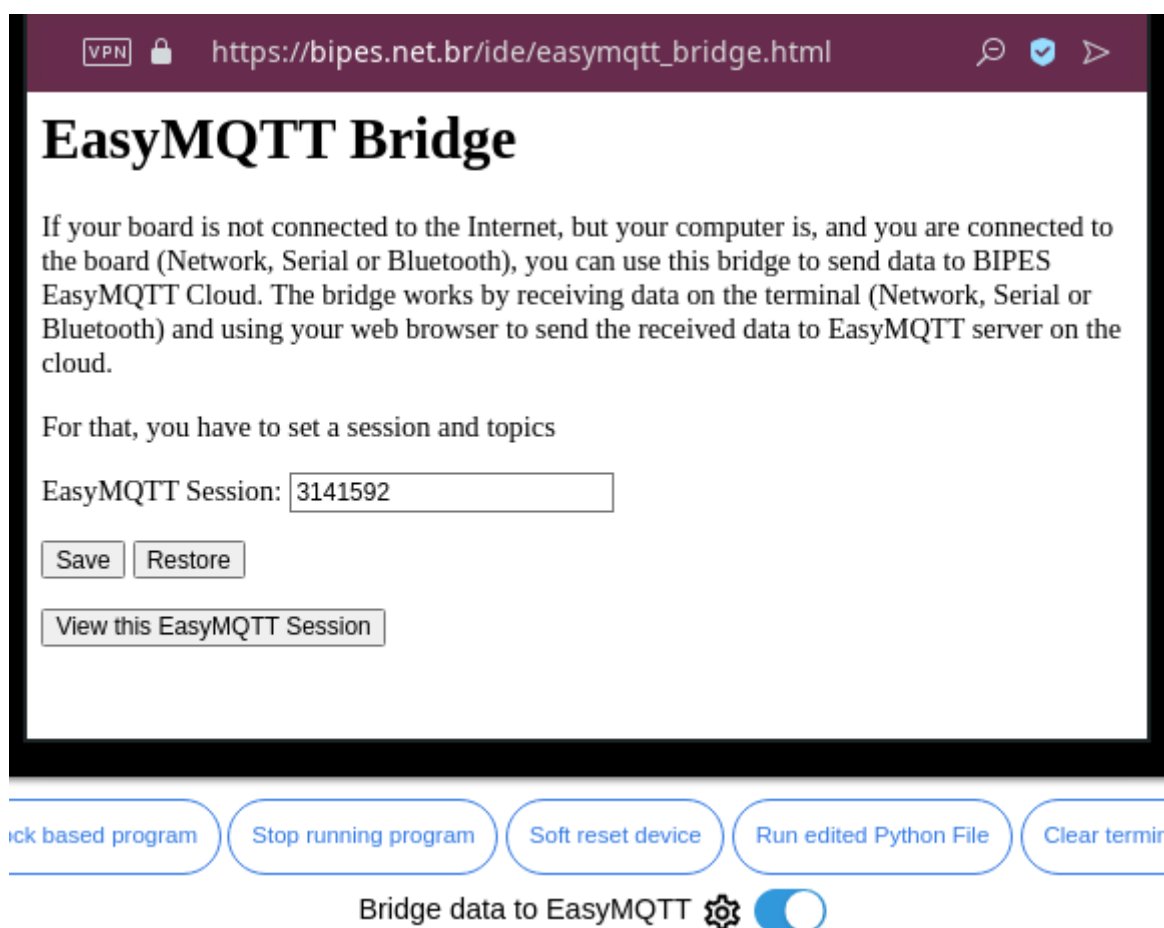 VPN https://bipes.net.br/ide/easymqtt_bridge.html
EasyMQTT Bridge
If your board is not connected to the Internet, but your computer is, and you are connected to
the board (Network, Serial or Bluetooth), you can use this bridge to send data to BIPES
EasyMQTT Cloud. The bridge works by receiving data on the terminal (Network, Serial or
Bluetooth) and using your web browser to send the received data to EasyMQTT server on the
cloud.
For that, you have to set a session and topics
EasyMQTT Session: 3141592
Save Restore
View this EasyMQTT Session
based program Stop running program Soft reset device Run edited Python File Clear
Bridge data to EasyMQTT